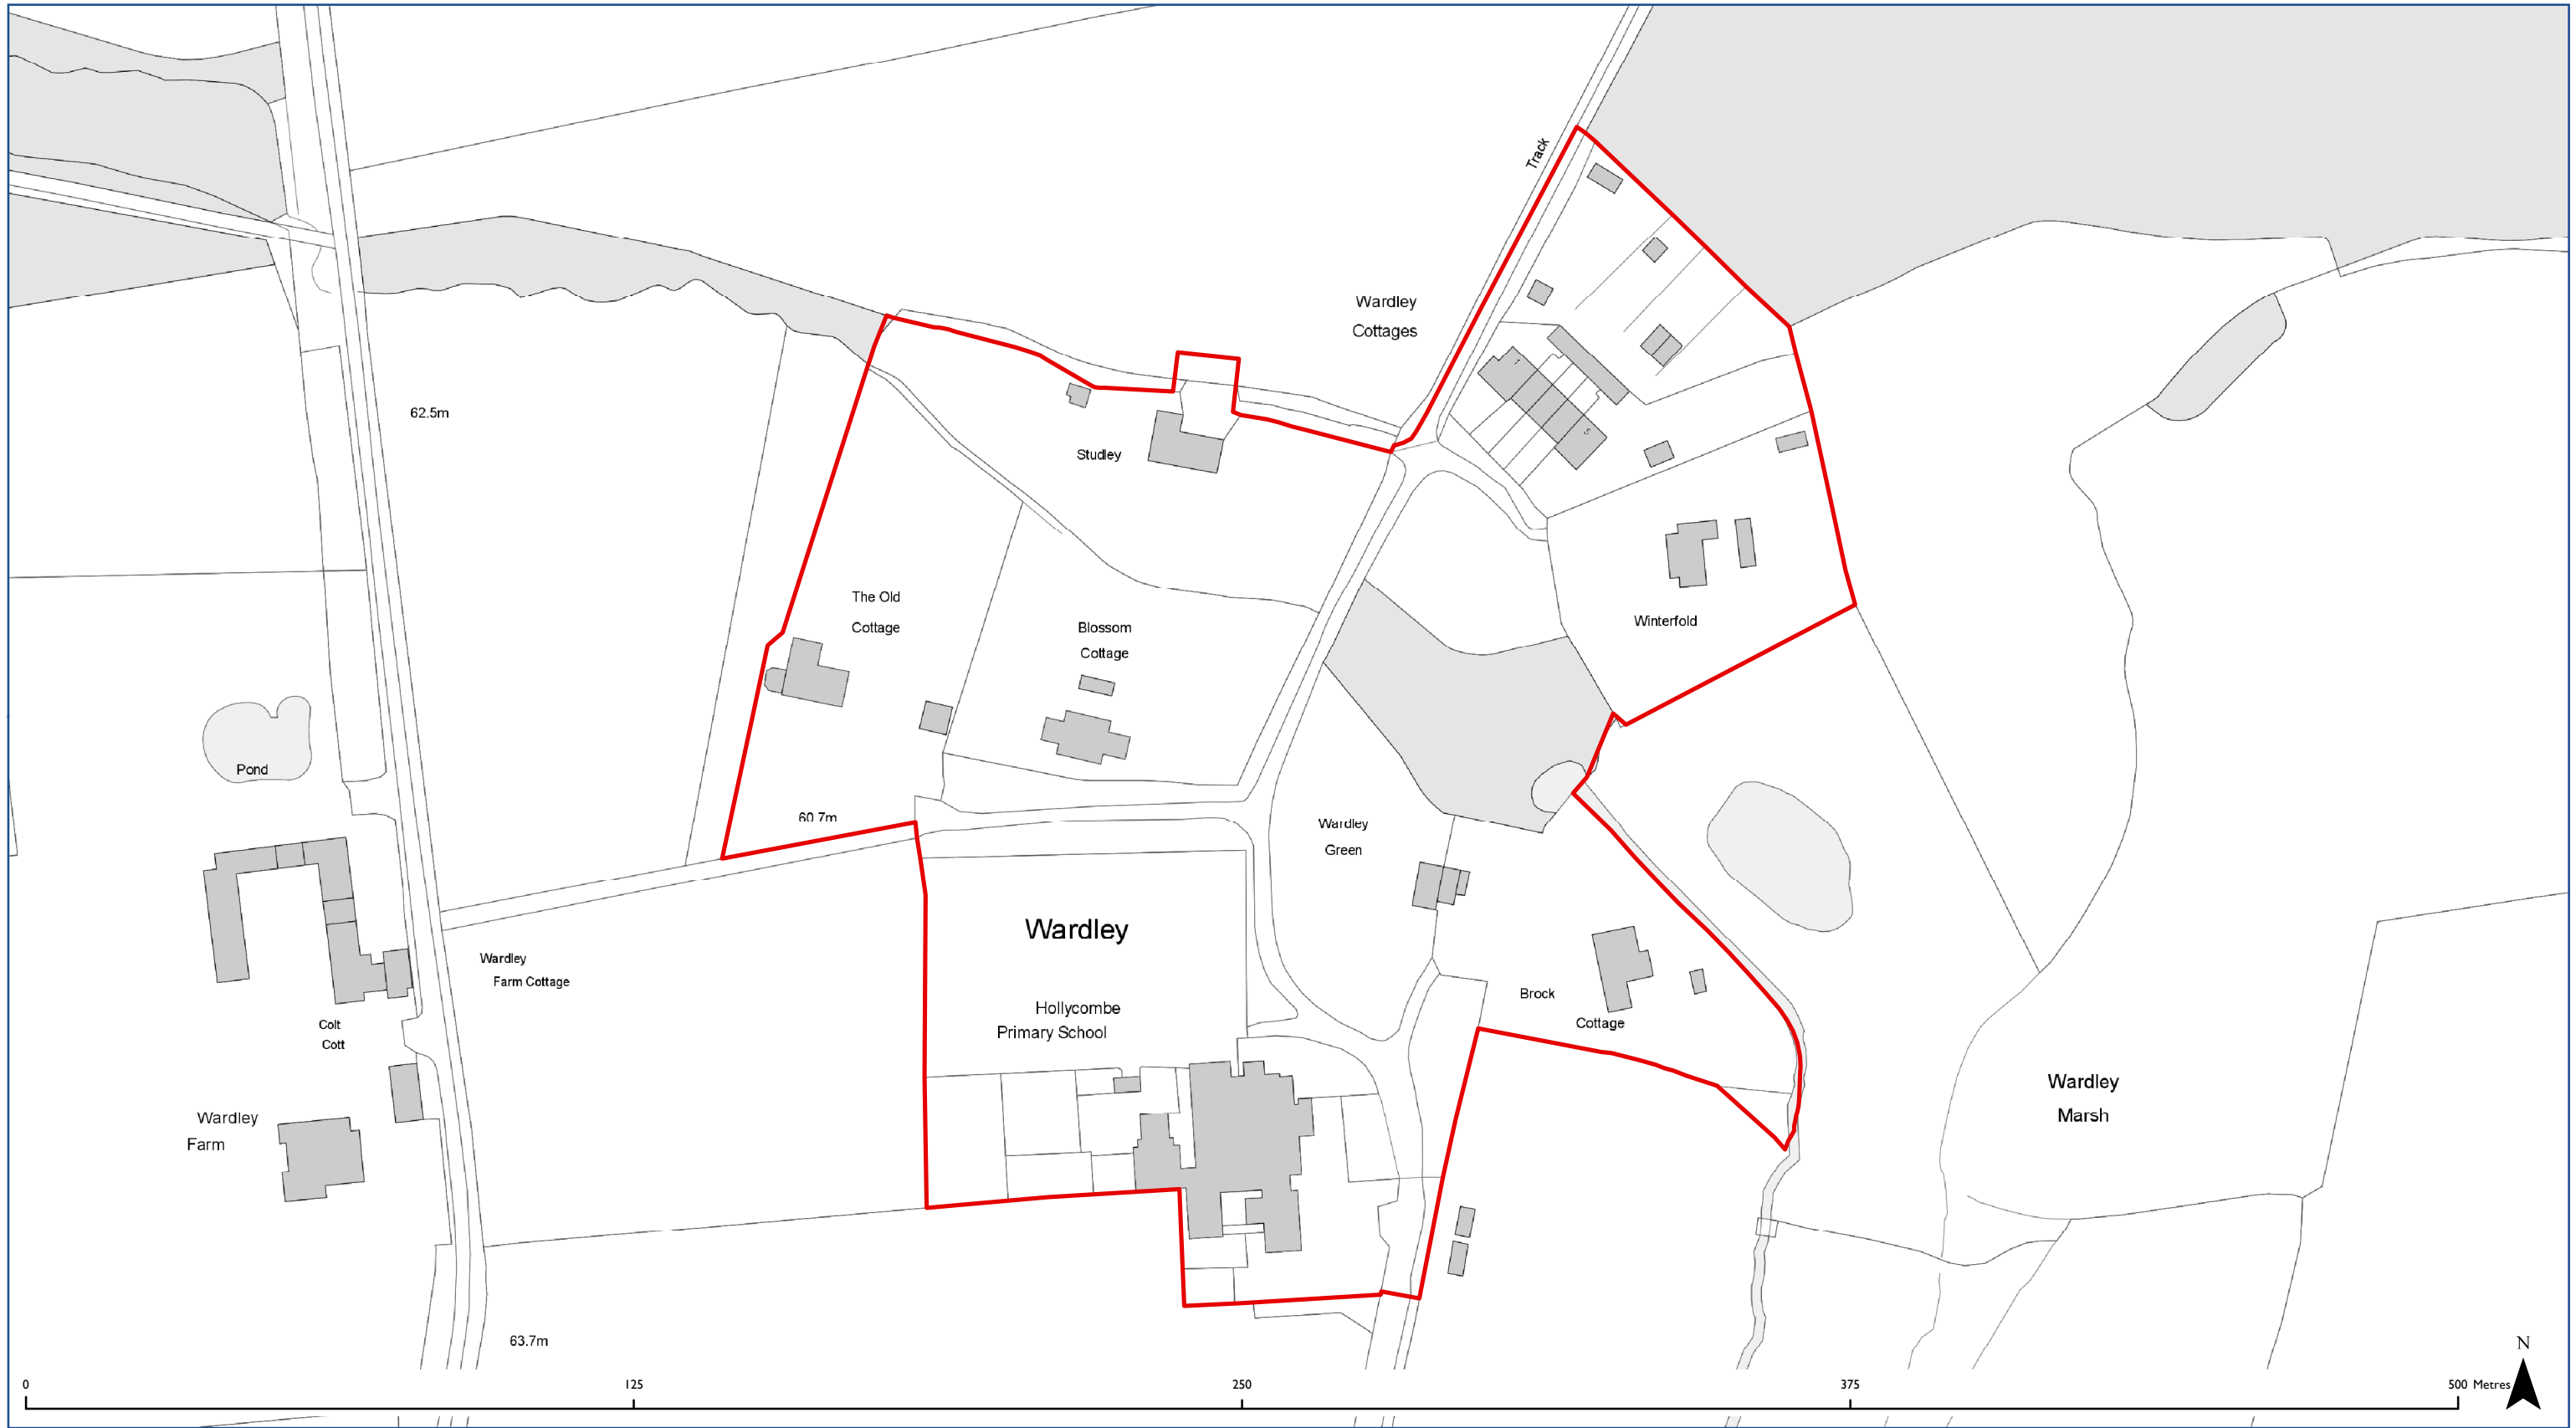 Track
Wardley
Cottages
1
5
62.5m
Studley
The Old
Cottage
Blossom
Cottage
Winterfold
Pond
60.7m
Wardley
Green
Wardley
Wardley
Farm Cottage
Hollycombe
Primary School
Brock
Cottage
Colt
Cott
Wardley
Farm
Wardley
Marsh
63.7m
N
0 125 250 375 500 Metres